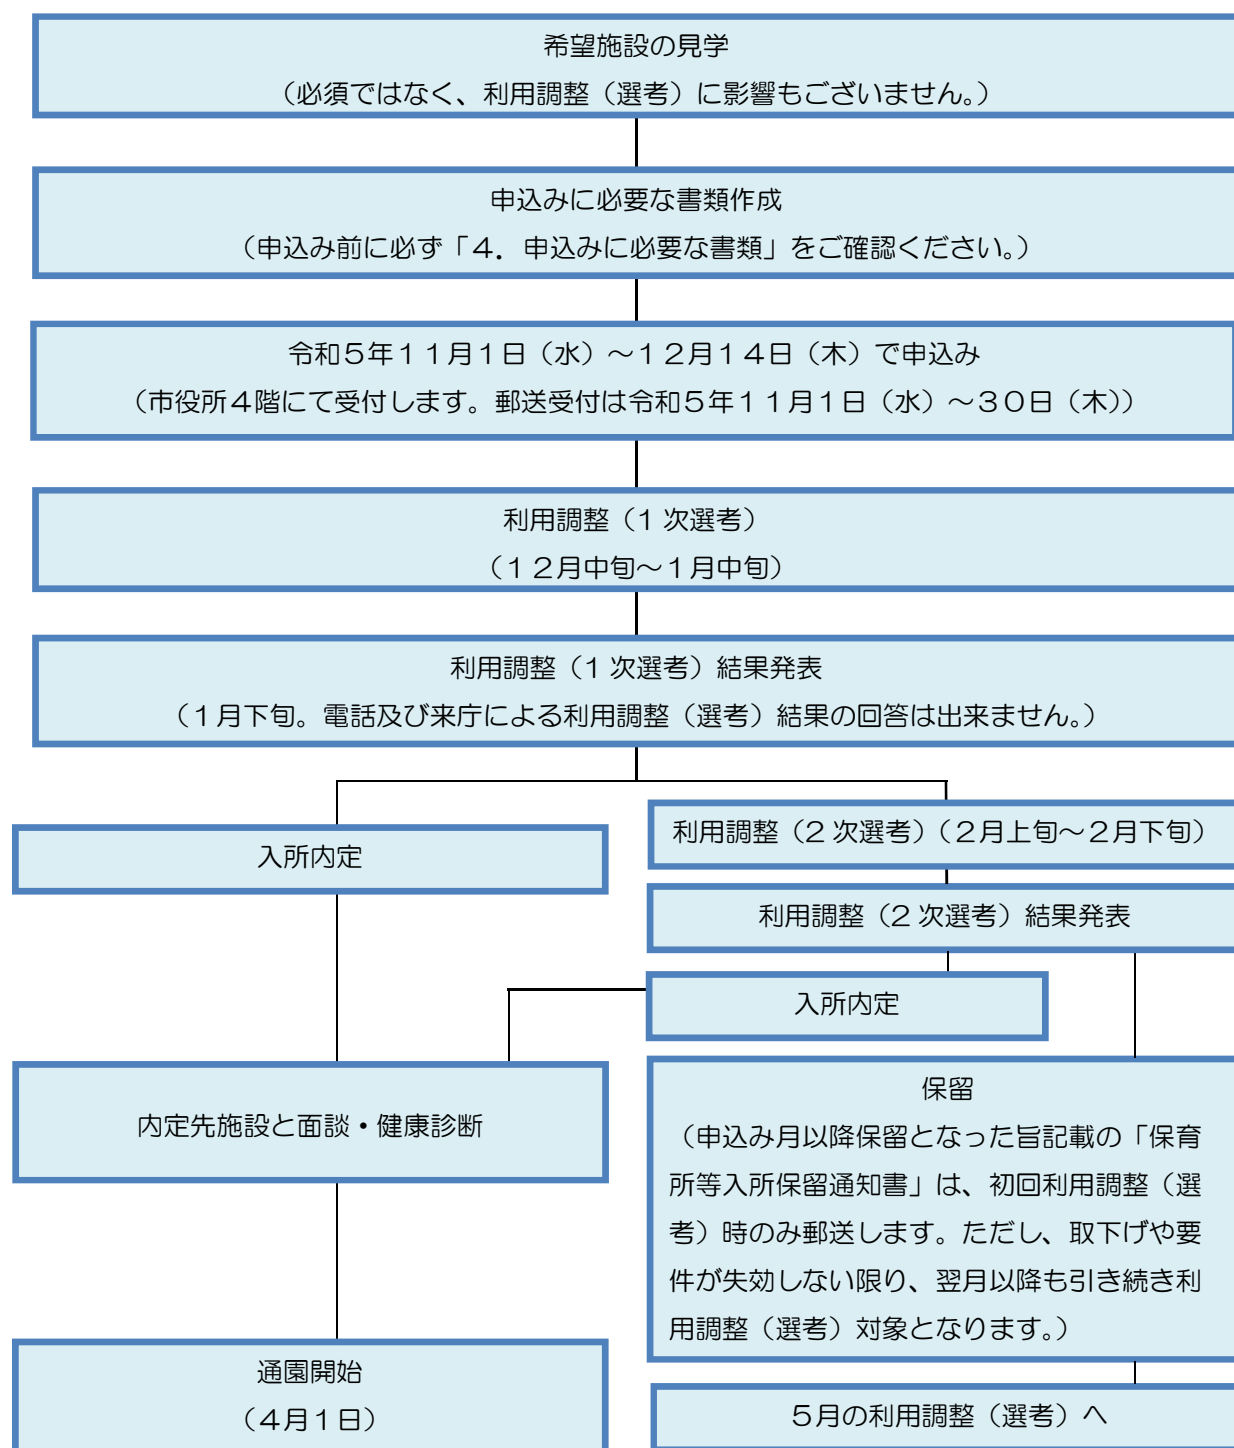 希望施設の見学
（必須ではなく、利用調整（選考）に影響もございません。）
申込みに必要な書類作成
（申込み前に必ず「４．申込みに必要な書類」をご確認ください。）
令和５年１１月１日（水）～１２月１４日（木）で申込み
（市役所４階にて受付します。郵送受付は令和５年１１月１日（水）～３０日（木））
利用調整（１次選考）
（１２月中旬～１月中旬）
利用調整（１次選考）結果発表
（１月下旬。電話及び来庁による利用調整（選考）結果の回答は出来ません。）
入所内定
利用調整（２次選考）（２月上旬～２月下旬）
利用調整（２次選考）結果発表
入所内定
内定先施設と面談・健康診断
保留
（申込み月以降保留となった旨記載の「保育
所等入所保留通知書」は、初回利用調整（選
考）時のみ郵送します。ただし、取下げや要
件が失効しない限り、翌月以降も引き続き利
用調整（選考）対象となります。）
通園開始
（４月１日）
５月の利用調整（選考）へ